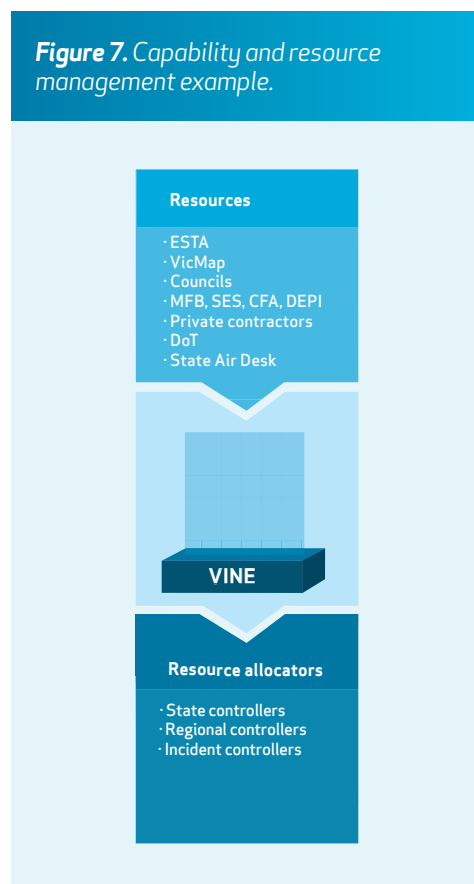 Figure 7. Capability and resource
management example.
Resources
· ESTA
· VicMap
· Councils
· MFB, SES, CFA, DEPI
· Private contractors
· DoT
· State Air Desk
VINE
Resource allocators
· State controllers
· Regional controllers
· Incident controllers